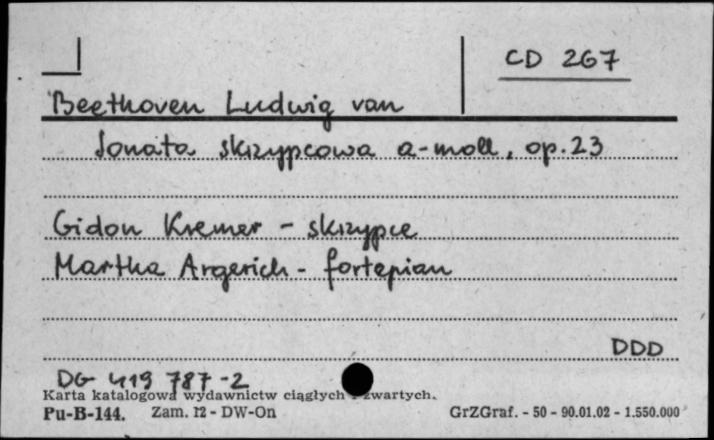 CD 267
Beethoven Ludwig van
Sonata skrzypcowa a-moll, op.23
Gidon Kremer - skrzypce
Martha Argerich - fortepian
DDD
DG 419 787-2
Karta katalogowa wydawnictw ciągłych zwartych.
Pu-B-144. Zam. 12 - DW-On GrZGraf. - 50 - 90.01.02 - 1.550.000